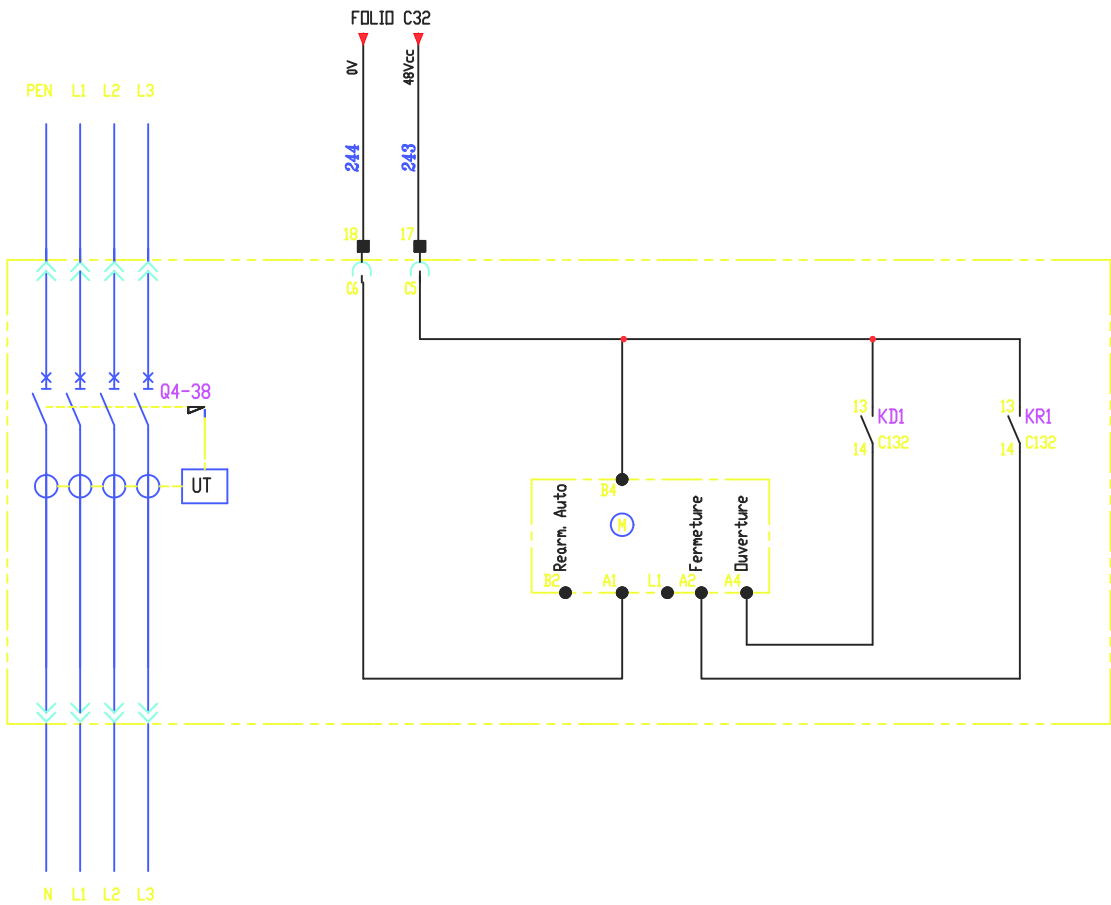 FOLIO C32
0V
48Vcc
PEN L1 L2 L3
244
243
18
17
C6
C5
Q4-38
13
KD1
14
C132
13
KR1
14
C132
UT
B4
Rearm. Auto
M
Fermeture
Ouverture
B2
A1
L1
A2
A4
N L1 L2 L3